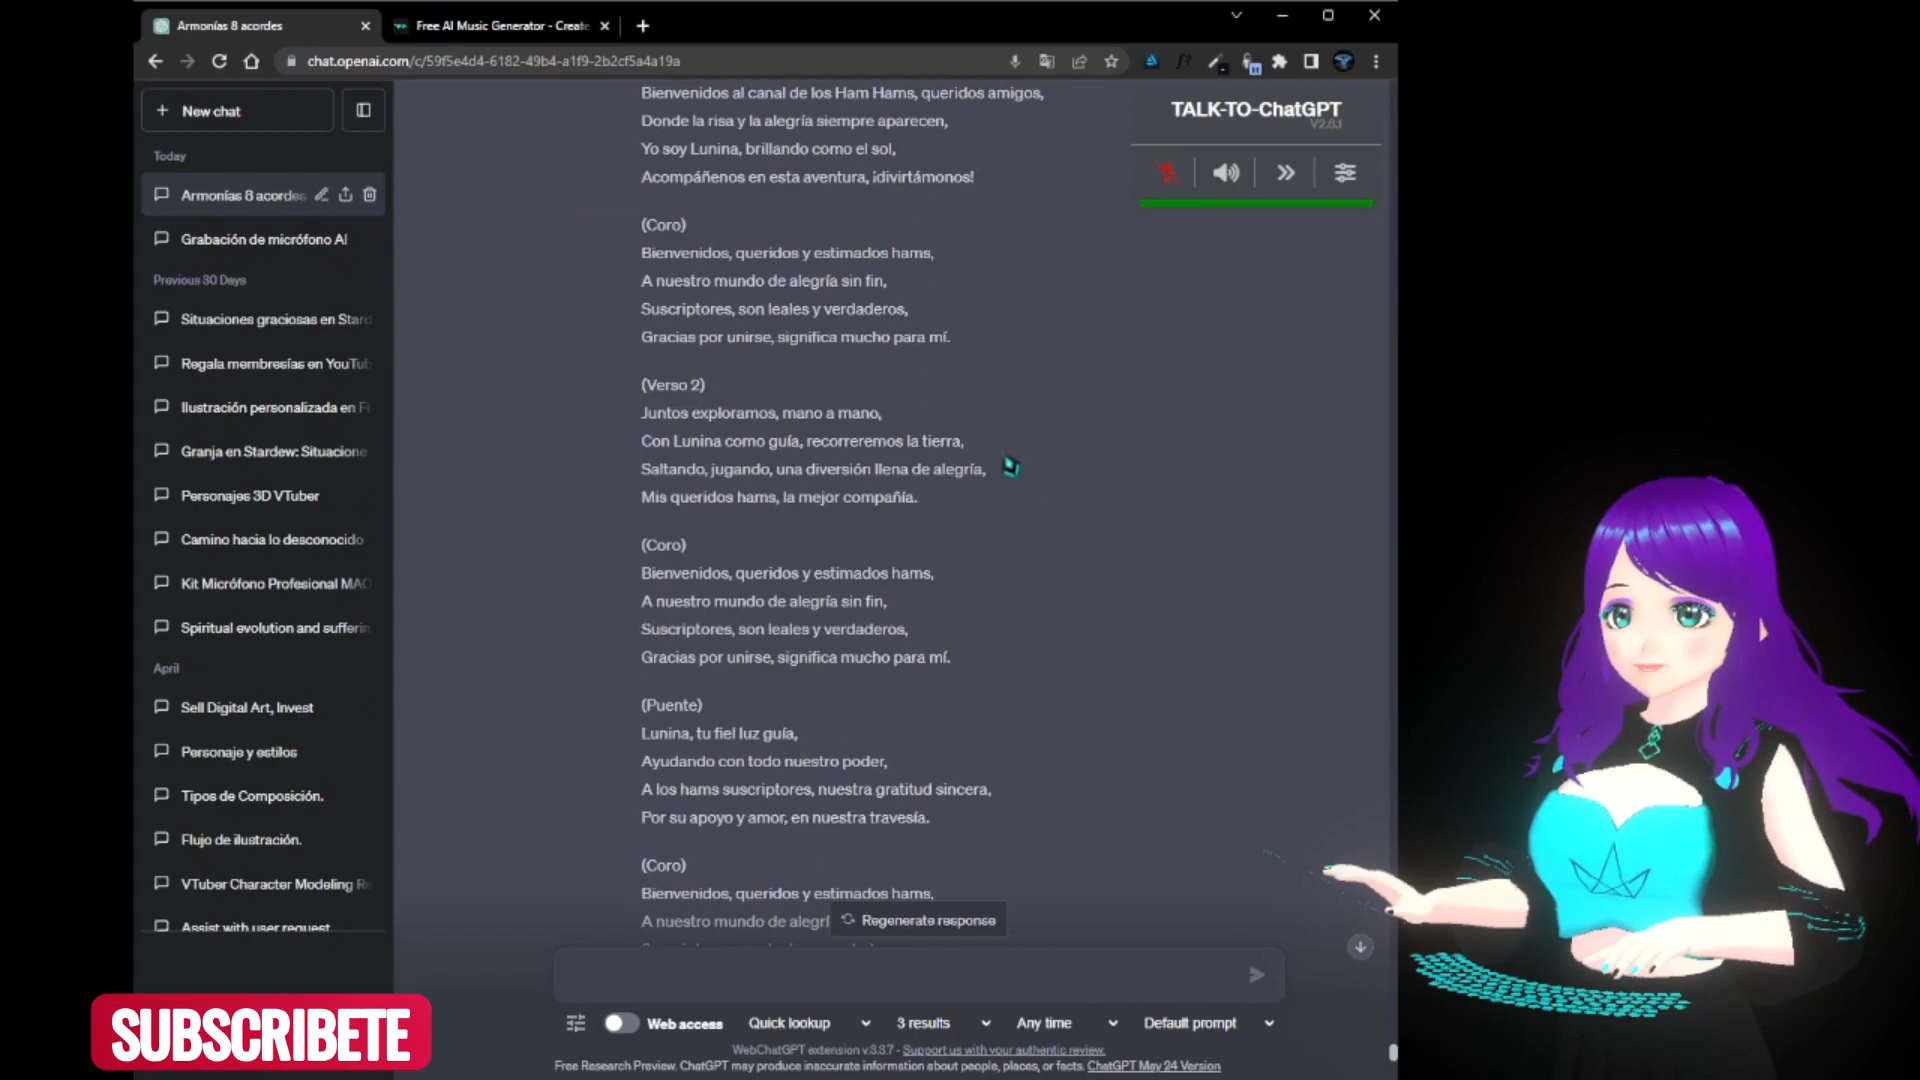 Armonías 8 acordes
Free AI Music Generator - Create
chat.openai.com/c/59f5e4d4-6182-49b4-a1f9-2b2cf5a4a19a
New chat
Today
Armonías 8 acordes
Grabación de micrófono AI
Previous 30 Days
Situaciones graciosas en Stard
Regala membresías en YouTub
Ilustración personalizada en Fi
Granja en Stardew: Situacione
Personajes 3D VTuber
Camino hacia lo desconocido
Kit Micrófono Profesional MAO
Spiritual evolution and sufferin
April
Sell Digital Art, Invest
Personaje y estilos
Tipos de Composición.
Flujo de ilustración.
VTuber Character Modeling Re
Assist with user request
Bienvenidos al canal de los Ham Hams, queridos amigos,
Donde la risa y la alegría siempre aparecen,
Yo soy Lunina, brillando como el sol,
Acompáñenos en esta aventura, ¡divirtámonos!
(Coro)
Bienvenidos, queridos y estimados hams,
A nuestro mundo de alegría sin fin,
Suscriptores, son leales y verdaderos,
Gracias por unirse, significa mucho para mí.
(Verso 2)
Juntos exploramos, mano a mano,
Con Lunina como guía, recorreremos la tierra,
Saltando, jugando, una diversión llena de alegría,
Mis queridos hams, la mejor compañía.
(Coro)
Bienvenidos, queridos y estimados hams,
A nuestro mundo de alegría sin fin,
Suscriptores, son leales y verdaderos,
Gracias por unirse, significa mucho para mí.
(Puente)
Lunina, tu fiel luz guía,
Ayudando con todo nuestro poder,
A los hams suscriptores, nuestra gratitud sincera,
Por su apoyo y amor, en nuestra travesía.
(Coro)
Bienvenidos, queridos y estimados hams,
A nuestro mundo de alegrí
Regenerate response
TALK-TO-ChatGPT
V2.8.1
Web access
Quick lookup
3 results
Any time
Default prompt
WebChatGPT extension v.3.3.7 - Support us with your authentic review.
Free Research Preview. ChatGPT may produce inaccurate information about people, places, or facts. ChatGPT May 24 Version
SUBSCRIBETE